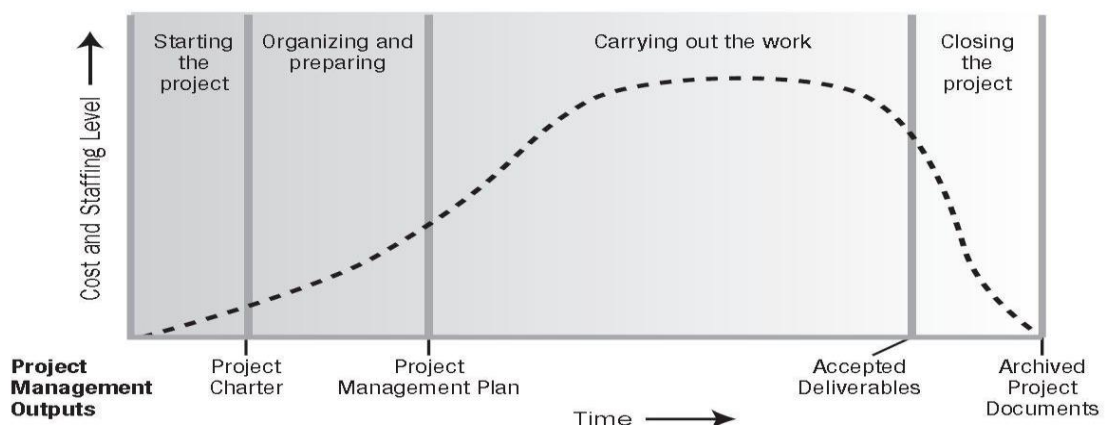 Cost and Staffing Level
Starting
the
project
Organizing and
preparing
Carrying out the work
Closing
the
project
Project
Management
Outputs
Project
Charter
Project
Management Plan
Accepted
Deliverables
Archived
Project
Documents
Time